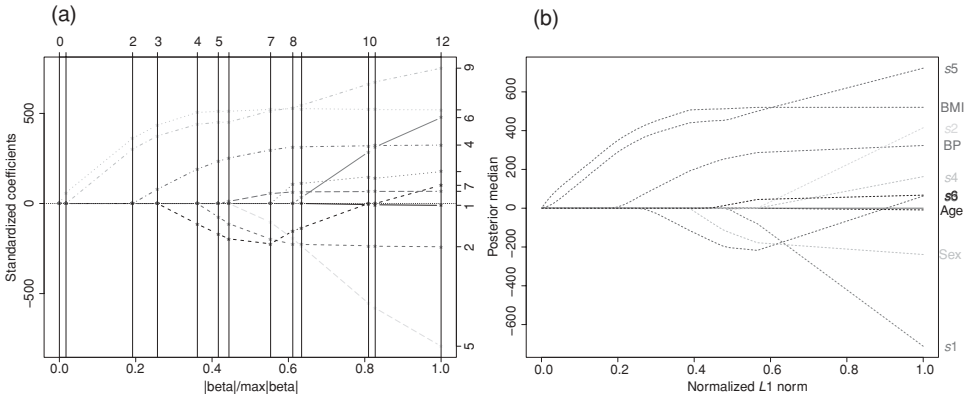 (a)
0 2 3 4 5 7 8 10 12
Standardized coefficients
500
0
−500
9
6
4
7
1
2
5
0.0 0.2 0.4 0.6 0.8 1.0
|beta|/max|beta|
(b)
Posterior median
600
400
200
0
−200
−400
−600
s5
BMI
s2
BP
s4
Age
Sex
s1
0.0 0.2 0.4 0.6 0.8 1.0
Normalized L1 norm